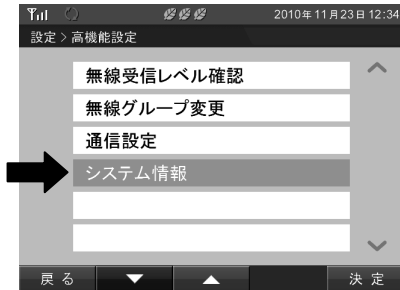 2010年11月23日 12:34
設定 > 高機能設定
無線受信レベル確認
無線グループ変更
通信設定
システム情報
戻る ▼ ▲ 決定